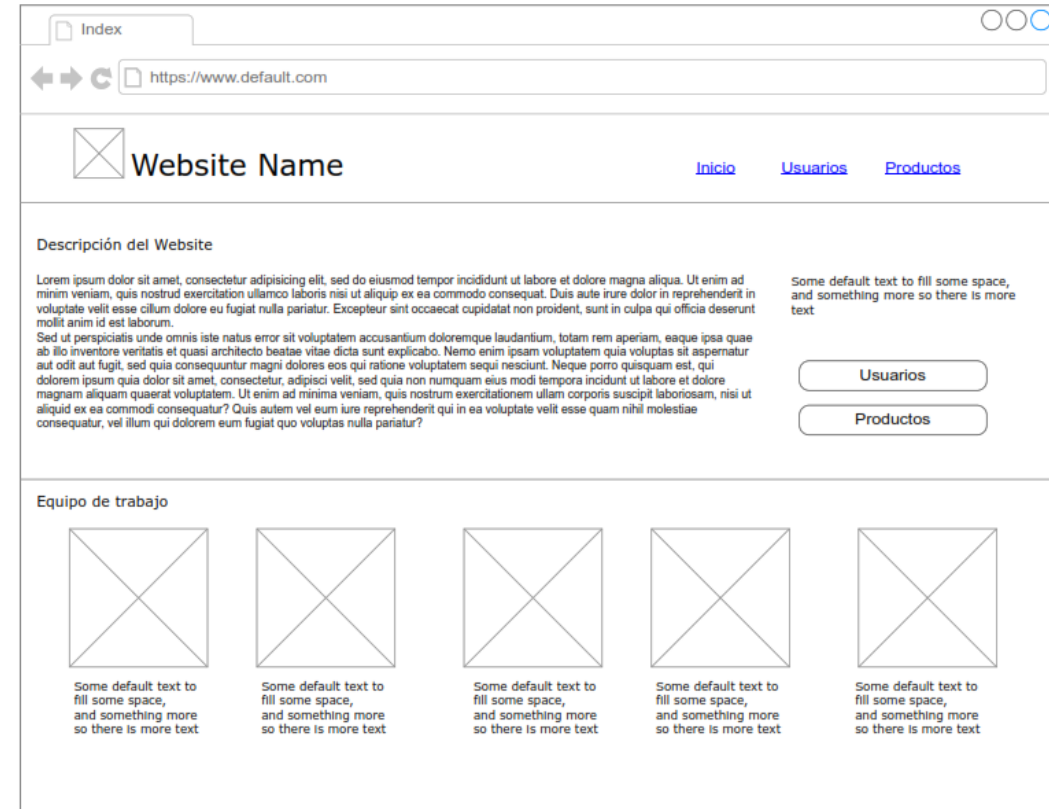 Index
https://www.default.com
Website Name
Inicio
Usuarios
Productos
Descripción del Website
Lorem ipsum dolor sit amet, consectetur adipisicing elit, sed do eiusmod tempor incididunt ut labore et dolore magna aliqua. Ut enim ad
minim veniam, quis nostrud exercitation ullamco laboris nisi ut aliquip ex ea commodo consequat. Duis aute irure dolor in reprehenderit in
voluptate velit esse cillum dolore eu fugiat nulla pariatur. Excepteur sint occaecat cupidatat non proident, sunt in culpa qui officia deserunt
mollit anim id est laborum.
Sed ut perspiciatis unde omnis iste natus error sit voluptatem accusantium doloremque laudantium, totam rem aperiam, eaque ipsa quae
ab illo inventore veritatis et quasi architecto beatae vitae dicta sunt explicabo. Nemo enim ipsam voluptatem quia voluptas sit aspernatur
aut odit aut fugit, sed quia consequuntur magni dolores eos qui ratione voluptatem sequi nesciunt. Neque porro quisquam est, qui
dolorem ipsum quia dolor sit amet, consectetur, adipisci velit, sed quia non numquam eius modi tempora incidunt ut labore et dolore
magnam aliquam quaerat voluptatem. Ut enim ad minima veniam, quis nostrum exercitationem ullam corporis suscipit laboriosam, nisi ut
aliquid ex ea commodi consequatur? Quis autem vel eum iure reprehenderit qui in ea voluptate velit esse quam nihil molestiae
consequatur, vel illum qui dolorem eum fugiat quo voluptas nulla pariatur?
Some default text to fill some space,
and something more so there is more
text
Usuarios
Productos
Equipo de trabajo
Some default text to
fill some space,
and something more
so there is more text
Some default text to
fill some space,
and something more
so there is more text
Some default text to
fill some space,
and something more
so there is more text
Some default text to
fill some space,
and something more
so there is more text
Some default text to
fill some space,
and something more
so there is more text